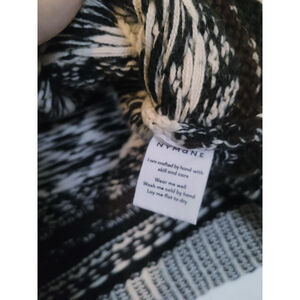 NYMANE
I am crafted by hand with
skill and care
Wear me well
Wash me cold by hand
Lay me flat to dry